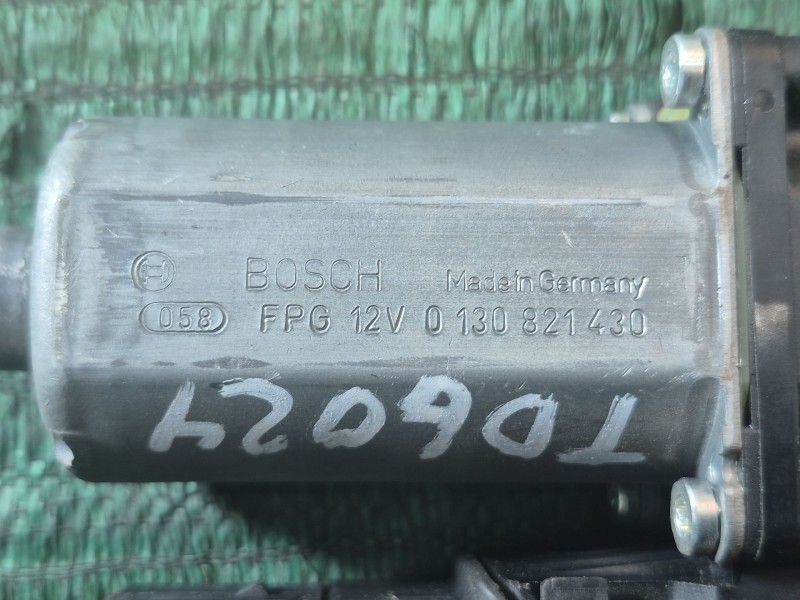 BOSCH Made in Germany
058 FPG 12V 0 130 821 430
TD6024